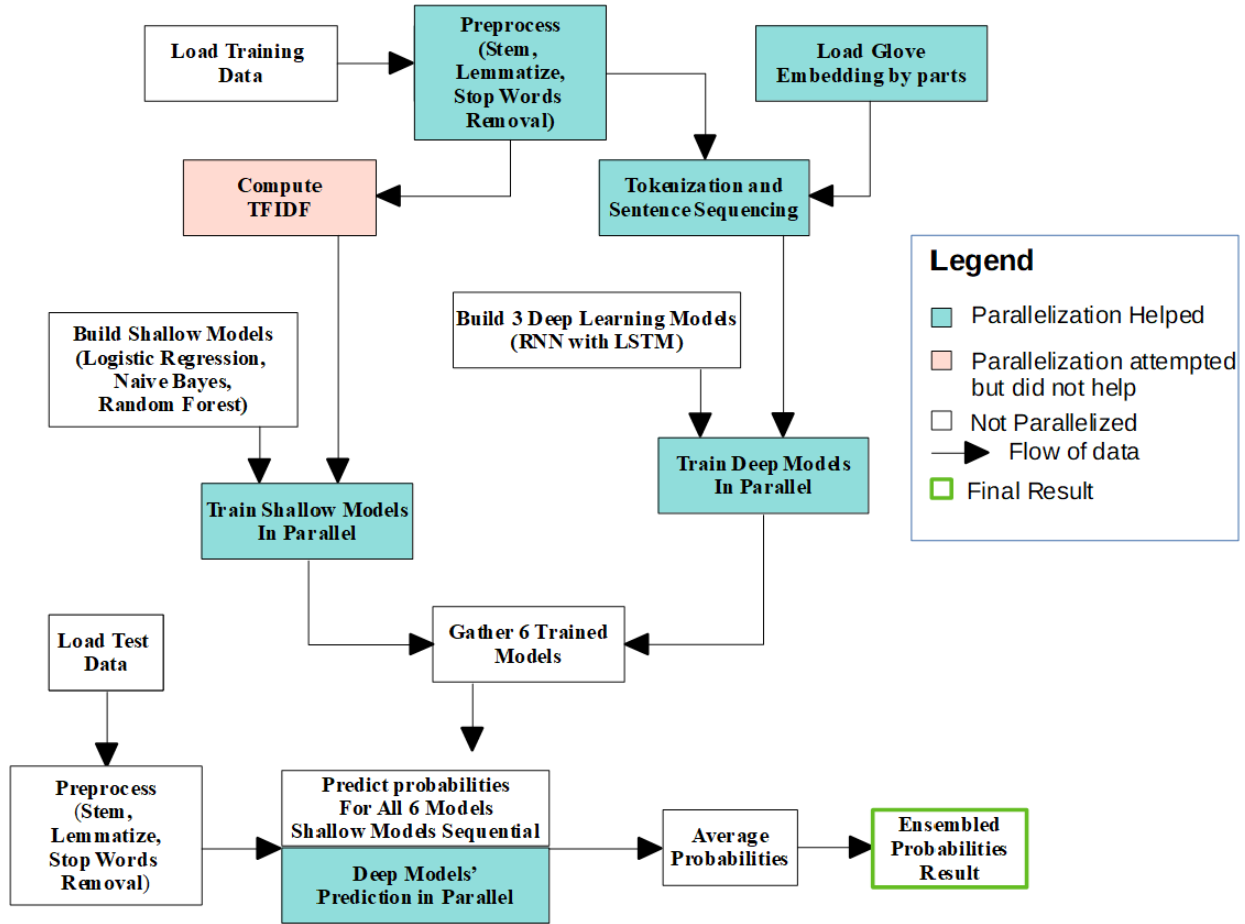 Load Training
Data
Preprocess
(Stem,
Lemmatize,
Stop Words
Removal)
Load Glove
Embedding by parts
Compute
TFIDF
Tokenization and
Sentence Sequencing
Build Shallow Models
(Logistic Regression,
Naive Bayes,
Random Forest)
Build 3 Deep Learning Models
(RNN with LSTM)
Legend
Parallelization Helped
Parallelization attempted
but did not help
Not Parallelized
Flow of data
Final Result
Train Shallow Models
In Parallel
Train Deep Models
In Parallel
Load Test
Data
Gather 6 Trained
Models
Preprocess
(Stem,
Lemmatize,
Stop Words
Removal)
Predict probabilities
For All 6 Models
Shallow Models Sequential
Deep Models’
Prediction in Parallel
Average
Probabilities
Ensembled
Probabilities
Result